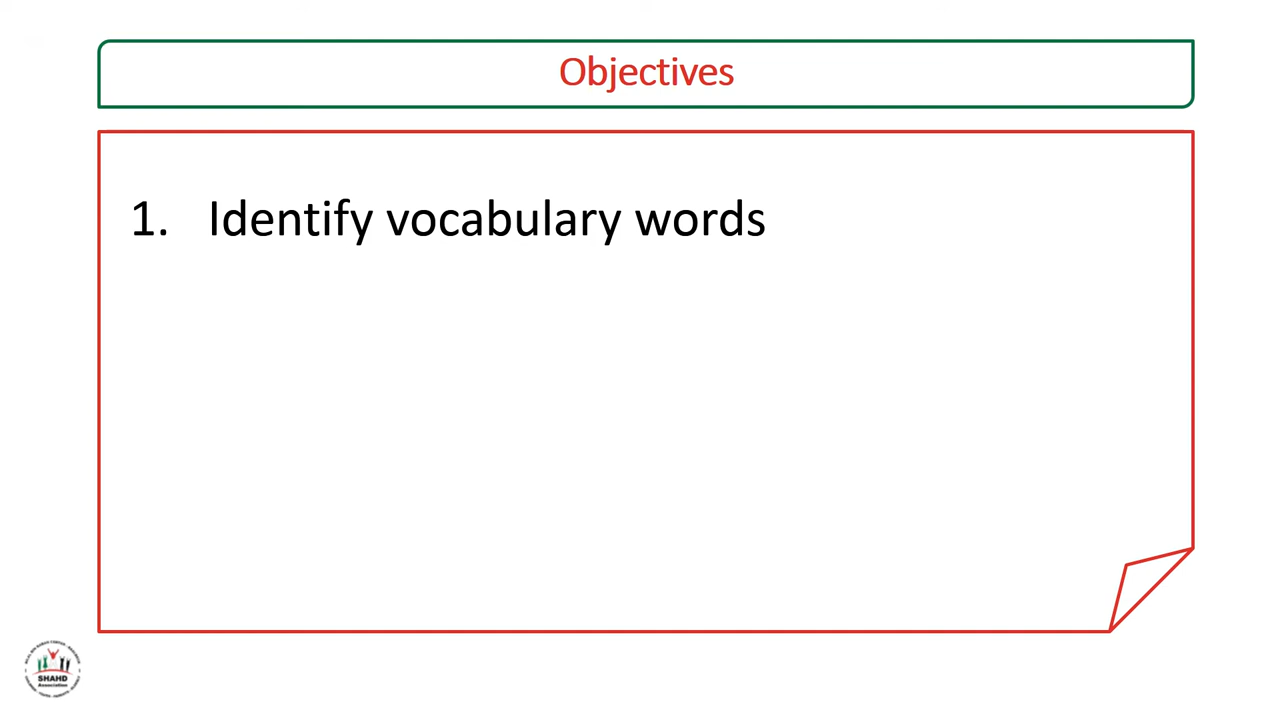 Objectives
1. Identify vocabulary words
SHAHD
Association